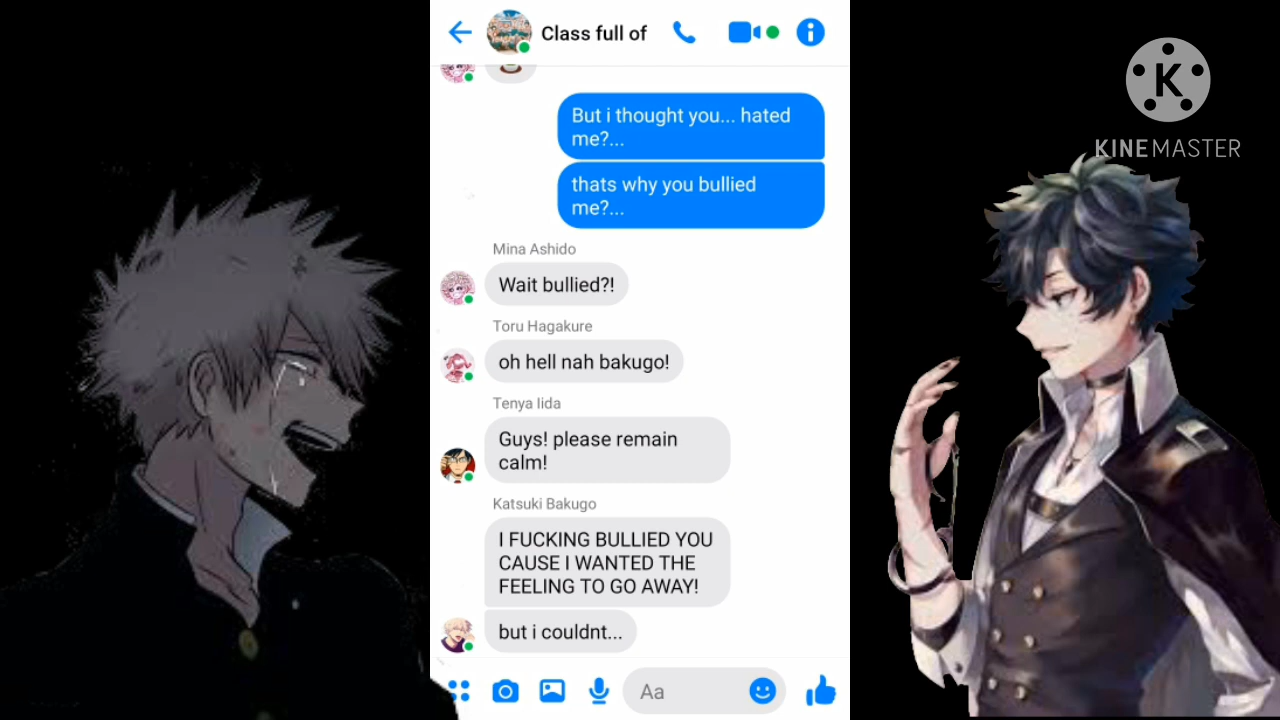 Class full of
K
KINEMASTER
But i thought you... hated
me?...
thats why you bullied
me?...
Mina Ashido
Wait bullied?!
Toru Hagakure
oh hell nah bakugo!
Tenya Iida
Guys! please remain
calm!
Katsuki Bakugo
I FUCKING BULLIED YOU
CAUSE I WANTED THE
FEELING TO GO AWAY!
but i couldnt...
Aa